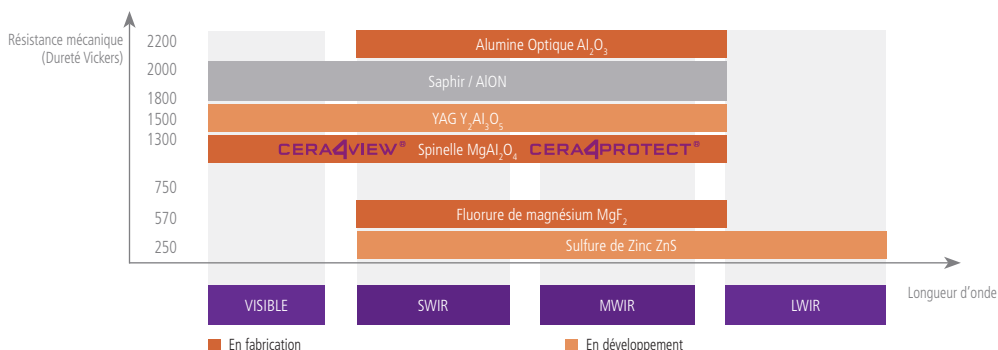 Résistance mécanique
(Dureté Vickers)
2200
Alumine Optique Al₂O₃
2000
Saphir / AlON
1800
1500
YAG Y₂Al₃O₅
1300
CERA4VIEW® Spinelle MgAl₂O₄ CERA4PROTECT®
750
570
Fluorure de magnésium MgF₂
250
Sulfure de Zinc ZnS
Longueur d'onde
VISIBLE SWIR MWIR LWIR
En fabrication En développement